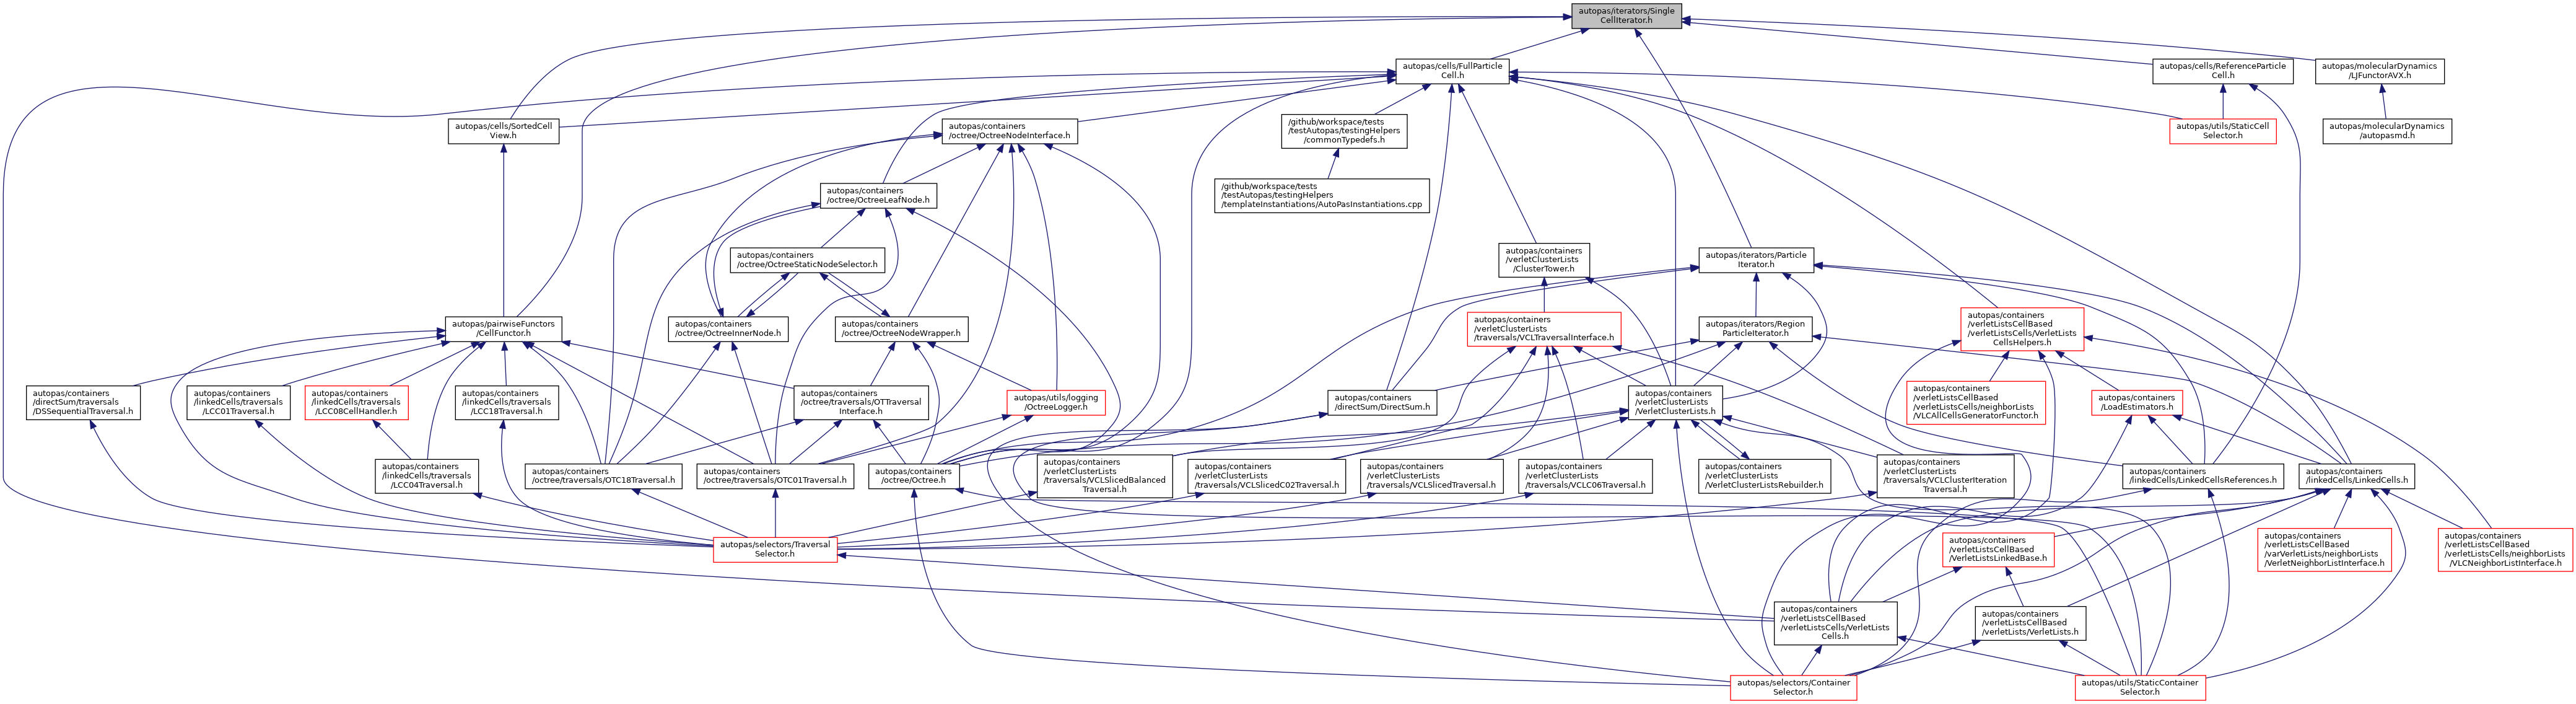 autopas/iterators/Single
CellIterator.h
autopas/cells/FullParticle
Cell.h
autopas/cells/ReferenceParticle
Cell.h
autopas/molecularDynamics
/LJFunctorAVX.h
autopas/cells/SortedCell
View.h
autopas/containers
/octree/OctreeNodeInterface.h
/github/workspace/tests
/testAutopas/testingHelpers
/commonTypedefs.h
autopas/utils/StaticCell
Selector.h
autopas/molecularDynamics
/autopasmd.h
autopas/containers
/octree/OctreeLeafNode.h
/github/workspace/tests
/testAutopas/testingHelpers
/templateInstantiations/AutoPasInstantiations.cpp
autopas/containers
/octree/OctreeStaticNodeSelector.h
autopas/containers
/verletClusterLists
/ClusterTower.h
autopas/iterators/Particle
Iterator.h
autopas/pairwiseFunctors
/CellFunctor.h
autopas/containers
/octree/OctreeInnerNode.h
autopas/containers
/octree/OctreeNodeWrapper.h
autopas/containers
/verletClusterLists
/traversals/VCLTraversalInterface.h
autopas/iterators/Region
ParticleIterator.h
autopas/containers
/verletListsCellBased
/verletListsCells/VerletLists
CellsHelpers.h
autopas/containers
/directSum/traversals
/DSSequentialTraversal.h
autopas/containers
/linkedCells/traversals
/LCC01Traversal.h
autopas/containers
/linkedCells/traversals
/LCC08CellHandler.h
autopas/containers
/linkedCells/traversals
/LCC18Traversal.h
autopas/containers
/octree/traversals/OTTraversal
Interface.h
autopas/utils/logging
/OctreeLogger.h
autopas/containers
/directSum/DirectSum.h
autopas/containers
/verletClusterLists
/VerletClusterLists.h
autopas/containers
/verletListsCellBased
/verletListsCells/neighborLists
/VLCAllCellsGeneratorFunctor.h
autopas/containers
/LoadEstimators.h
autopas/containers
/linkedCells/traversals
/LCC04Traversal.h
autopas/containers
/octree/traversals/OTC18Traversal.h
autopas/containers
/octree/traversals/OTC01Traversal.h
autopas/containers
/octree/Octree.h
autopas/containers
/verletClusterLists
/traversals/VCLSlicedBalanced
Traversal.h
autopas/containers
/verletClusterLists
/traversals/VCLSlicedC02Traversal.h
autopas/containers
/verletClusterLists
/traversals/VCLSlicedTraversal.h
autopas/containers
/verletClusterLists
/traversals/VCLC06Traversal.h
autopas/containers
/verletClusterLists
/VerletClusterListsRebuilder.h
autopas/containers
/verletClusterLists
/traversals/VCLClusterIteration
Traversal.h
autopas/containers
/linkedCells/LinkedCellsReferences.h
autopas/containers
/linkedCells/LinkedCells.h
autopas/selectors/Traversal
Selector.h
autopas/containers
/verletListsCellBased
/VerletListsLinkedBase.h
autopas/containers
/verletListsCellBased
/varVerletLists/neighborLists
/VerletNeighborListInterface.h
autopas/containers
/verletListsCellBased
/verletListsCells/neighborLists
/VLCNeighborListInterface.h
autopas/containers
/verletListsCellBased
/verletListsCells/VerletLists
Cells.h
autopas/containers
/verletListsCellBased
/verletLists/VerletLists.h
autopas/selectors/Container
Selector.h
autopas/utils/StaticContainer
Selector.h